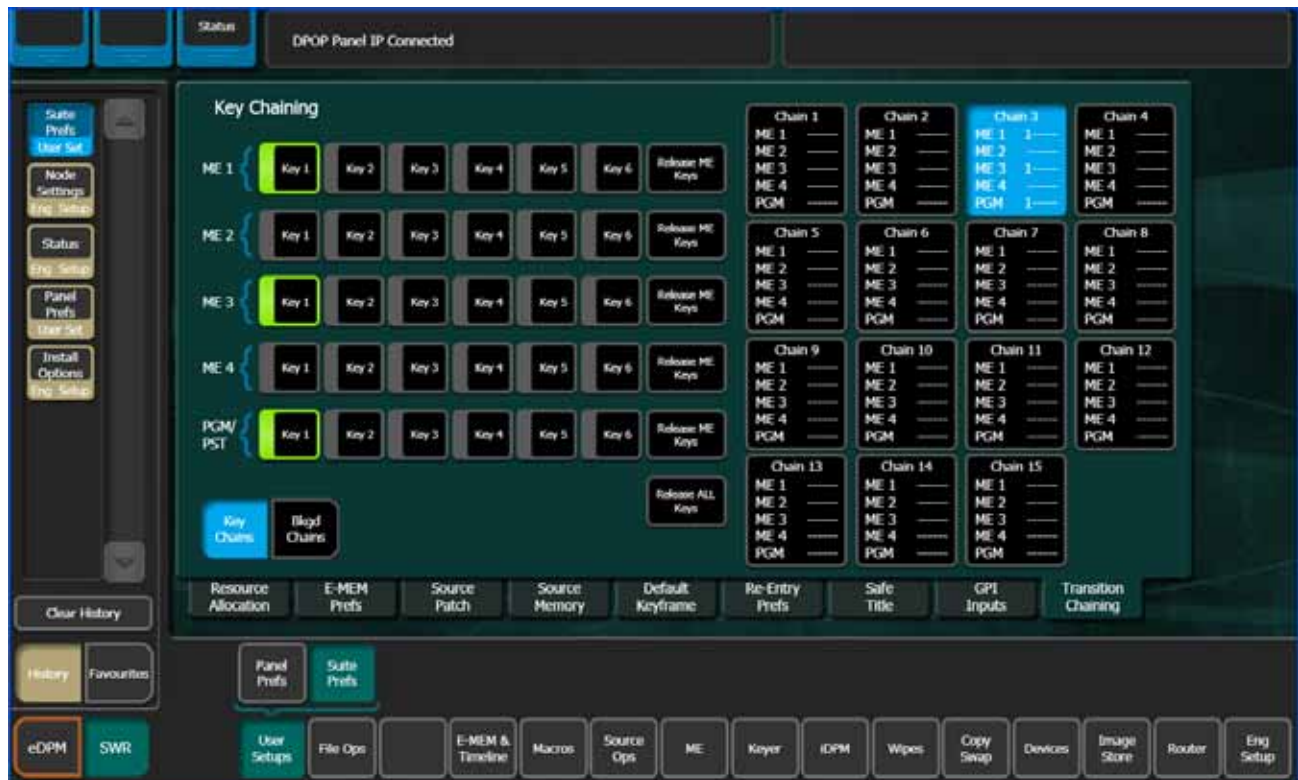 Status
DPOP Panel IP Connected
Suite
Prefs
User Set
Node
Settings
Eng Setup
Status
Eng Setup
Panel
Prefs
User Set
Install
Options
Eng Setup
Clear History
History
Favourites
eDPM
SWR
Key Chaining
ME 1
Key 1
Key 2
Key 3
Key 4
Key 5
Key 6
Release ME
Keys
ME 2
Key 1
Key 2
Key 3
Key 4
Key 5
Key 6
Release ME
Keys
ME 3
Key 1
Key 2
Key 3
Key 4
Key 5
Key 6
Release ME
Keys
ME 4
Key 1
Key 2
Key 3
Key 4
Key 5
Key 6
Release ME
Keys
PGM/
PST
Key 1
Key 2
Key 3
Key 4
Key 5
Key 6
Release ME
Keys
Release ALL
Keys
Key
Chains
Bkgd
Chains
Chain 1
ME 1 ------
ME 2 ------
ME 3 ------
ME 4 ------
PGM ------
Chain 2
ME 1 ------
ME 2 ------
ME 3 ------
ME 4 ------
PGM ------
Chain 3
ME 1 1-----
ME 2 ------
ME 3 1-----
ME 4 ------
PGM 1-----
Chain 4
ME 1 ------
ME 2 ------
ME 3 ------
ME 4 ------
PGM ------
Chain 5
ME 1 ------
ME 2 ------
ME 3 ------
ME 4 ------
PGM ------
Chain 6
ME 1 ------
ME 2 ------
ME 3 ------
ME 4 ------
PGM ------
Chain 7
ME 1 ------
ME 2 ------
ME 3 ------
ME 4 ------
PGM ------
Chain 8
ME 1 ------
ME 2 ------
ME 3 ------
ME 4 ------
PGM ------
Chain 9
ME 1 ------
ME 2 ------
ME 3 ------
ME 4 ------
PGM ------
Chain 10
ME 1 ------
ME 2 ------
ME 3 ------
ME 4 ------
PGM ------
Chain 11
ME 1 ------
ME 2 ------
ME 3 ------
ME 4 ------
PGM ------
Chain 12
ME 1 ------
ME 2 ------
ME 3 ------
ME 4 ------
PGM ------
Chain 13
ME 1 ------
ME 2 ------
ME 3 ------
ME 4 ------
PGM ------
Chain 14
ME 1 ------
ME 2 ------
ME 3 ------
ME 4 ------
PGM ------
Chain 15
ME 1 ------
ME 2 ------
ME 3 ------
ME 4 ------
PGM ------
Resource
Allocation
E-MEM
Prefs
Source
Patch
Source
Memory
Default
Keyframe
Re-Entry
Prefs
Safe
Title
GPI
Inputs
Transition
Chaining
Panel
Prefs
Suite
Prefs
User
Setups
File Ops
E-MEM &
Timeline
Macros
Source
Ops
ME
Keyer
iDPM
Wipes
Copy
Swap
Devices
Image
Store
Router
Eng
Setup